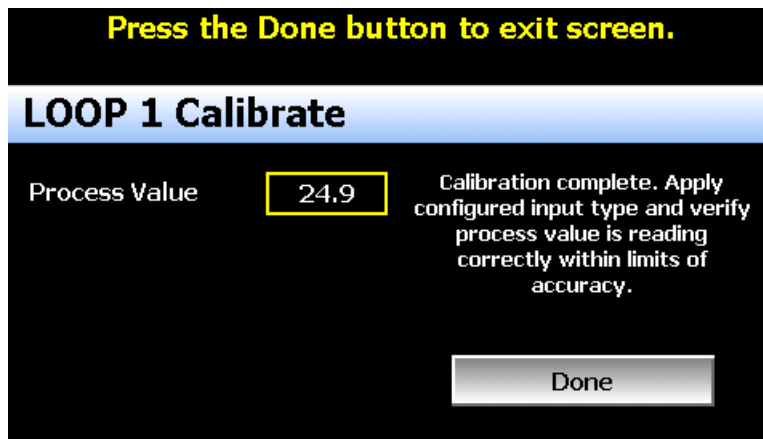 Press the Done button to exit screen.
LOOP 1 Calibrate
Process Value
24.9
Calibration complete. Apply
configured input type and verify
process value is reading
correctly within limits of
accuracy.
Done